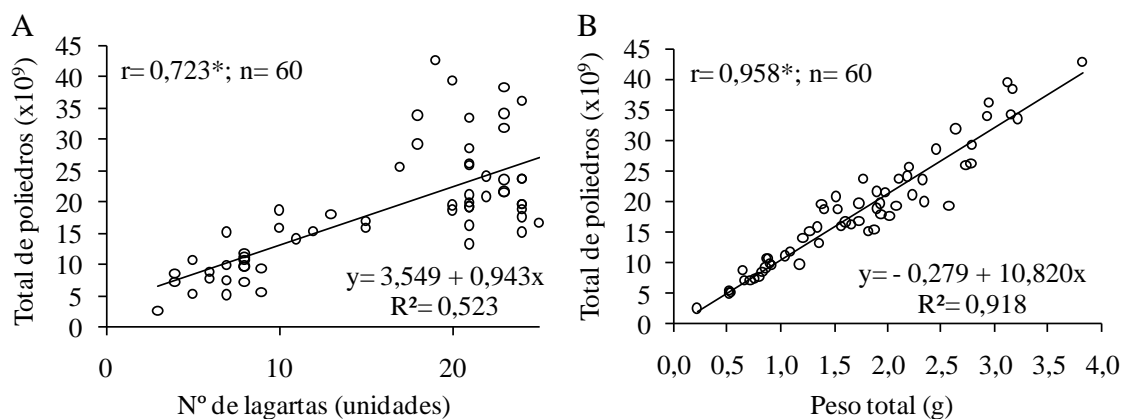 A
Total de poliedros (x10⁹)
45
40
35
30
25
20
15
10
5
0
r= 0,723*; n= 60
y= 3,549 + 0,943x
R²= 0,523
0 10 20
Nº de lagartas (unidades)
B
Total de poliedros (x10⁹)
45
40
35
30
25
20
15
10
5
0
r= 0,958*; n= 60
y= - 0,279 + 10,820x
R²= 0,918
0,0 0,5 1,0 1,5 2,0 2,5 3,0 3,5 4,0
Peso total (g)